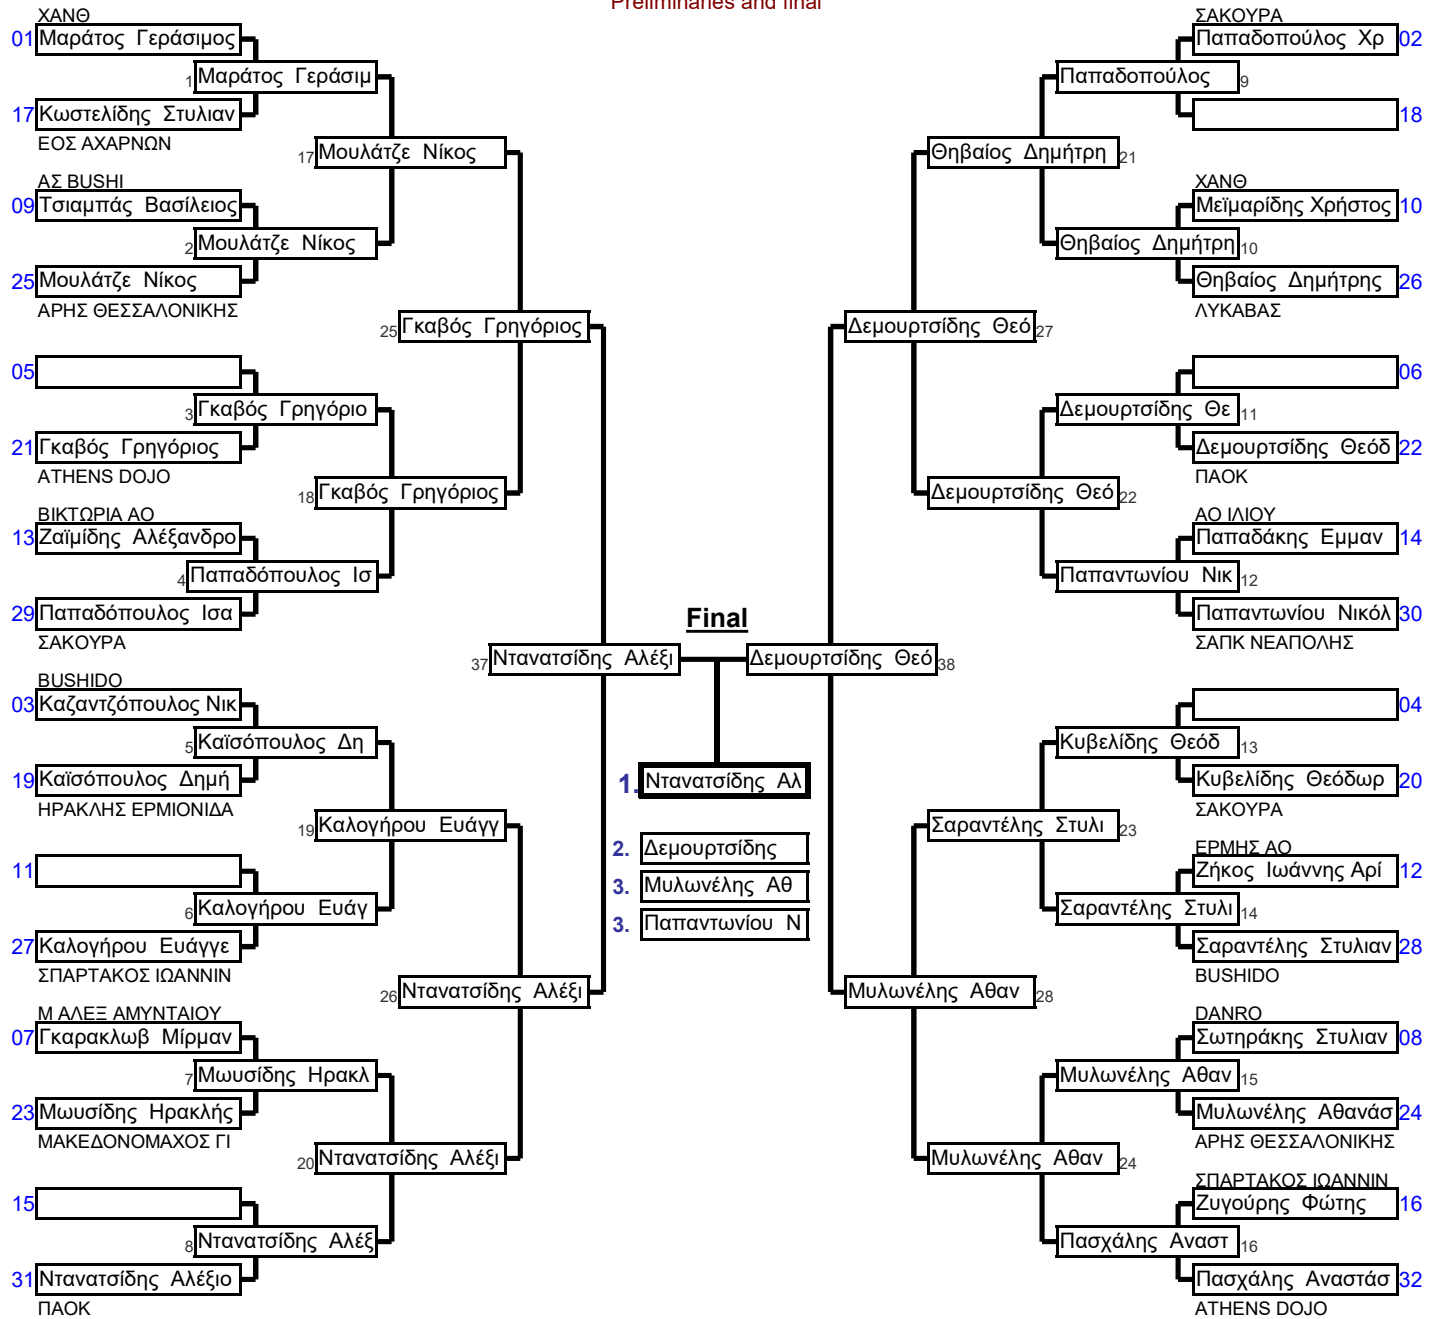 Preliminaries and final
ΧΑΝΘ
01 Μαράτος Γεράσιμος
1 Μαράτος Γεράσιμ
17 Κωστελίδης Στυλιαν
ΕΟΣ ΑΧΑΡΝΩΝ
17 Μουλάτζε Νίκος
ΑΣ BUSHI
09 Τσιαμπάς Βασίλειος
2 Μουλάτζε Νίκος
25 Μουλάτζε Νίκος
ΑΡΗΣ ΘΕΣΣΑΛΟΝΙΚΗΣ
25 Γκαβός Γρηγόριος
05
3 Γκαβός Γρηγόριο
21 Γκαβός Γρηγόριος
ATHENS DOJO
18 Γκαβός Γρηγόριος
ΒΙΚΤΩΡΙΑ ΑΟ
13 Ζαϊμίδης Αλέξανδρο
4 Παπαδόπουλος Ισ
29 Παπαδόπουλος Ισα
ΣΑΚΟΥΡΑ
37 Ντανατσίδης Αλέξι
BUSHIDO
03 Καζαντζόπουλος Νικ
5 Καϊσόπουλος Δη
19 Καϊσόπουλος Δημή
ΗΡΑΚΛΗΣ ΕΡΜΙΟΝΙΔΑ
19 Καλογήρου Ευάγγ
11
6 Καλογήρου Ευάγ
27 Καλογήρου Ευάγγε
ΣΠΑΡΤΑΚΟΣ ΙΩΑΝΝΙΝ
26 Ντανατσίδης Αλέξι
Μ ΑΛΕΞ ΑΜΥΝΤΑΙΟΥ
07 Γκαρακλωβ Μίρμαν
7 Μωυσίδης Ηρακλ
23 Μωυσίδης Ηρακλής
ΜΑΚΕΔΟΝΟΜΑΧΟΣ ΓΙ
20 Ντανατσίδης Αλέξι
15
8 Ντανατσίδης Αλέξ
31 Ντανατσίδης Αλέξιο
ΠΑΟΚ
Final
1. Ντανατσίδης Αλ
2. Δεμουρτσίδης
3. Μυλωνέλης Αθ
3. Παπαντωνίου Ν
ΣΑΚΟΥΡΑ
Παπαδοπούλος Χρ 02
Παπαδοπούλος 9
18
Θηβαίος Δημήτρη 21
ΧΑΝΘ
Μεϊμαρίδης Χρήστος 10
Θηβαίος Δημήτρη 10
Θηβαίος Δημήτρης 26
ΛΥΚΑΒΑΣ
Δεμουρτσίδης Θεό 27
06
Δεμουρτσίδης Θε 11
Δεμουρτσίδης Θεόδ 22
ΠΑΟΚ
Δεμουρτσίδης Θεό 22
ΑΟ ΙΛΙΟΥ
Παπαδάκης Εμμαν 14
Παπαντωνίου Νικ 12
Παπαντωνίου Νικόλ 30
ΣΑΠΚ ΝΕΑΠΟΛΗΣ
Δεμουρτσίδης Θεό 38
04
Κυβελίδης Θεόδ 13
Κυβελίδης Θεόδωρ 20
ΣΑΚΟΥΡΑ
Σαραντέλης Στυλι 23
ΕΡΜΗΣ ΑΟ
Ζήκος Ιωάννης Αρί 12
Σαραντέλης Στυλι 14
Σαραντέλης Στυλιαν 28
BUSHIDO
Μυλωνέλης Αθαν 28
DANRO
Σωτηράκης Στυλιαν 08
Μυλωνέλης Αθαν 15
Μυλωνέλης Αθανάσ 24
ΑΡΗΣ ΘΕΣΣΑΛΟΝΙΚΗΣ
Μυλωνέλης Αθαν 24
ΣΠΑΡΤΑΚΟΣ ΙΩΑΝΝΙΝ
Ζυγούρης Φώτης 16
Πασχάλης Αναστ 16
Πασχάλης Αναστάσ 32
ATHENS DOJO